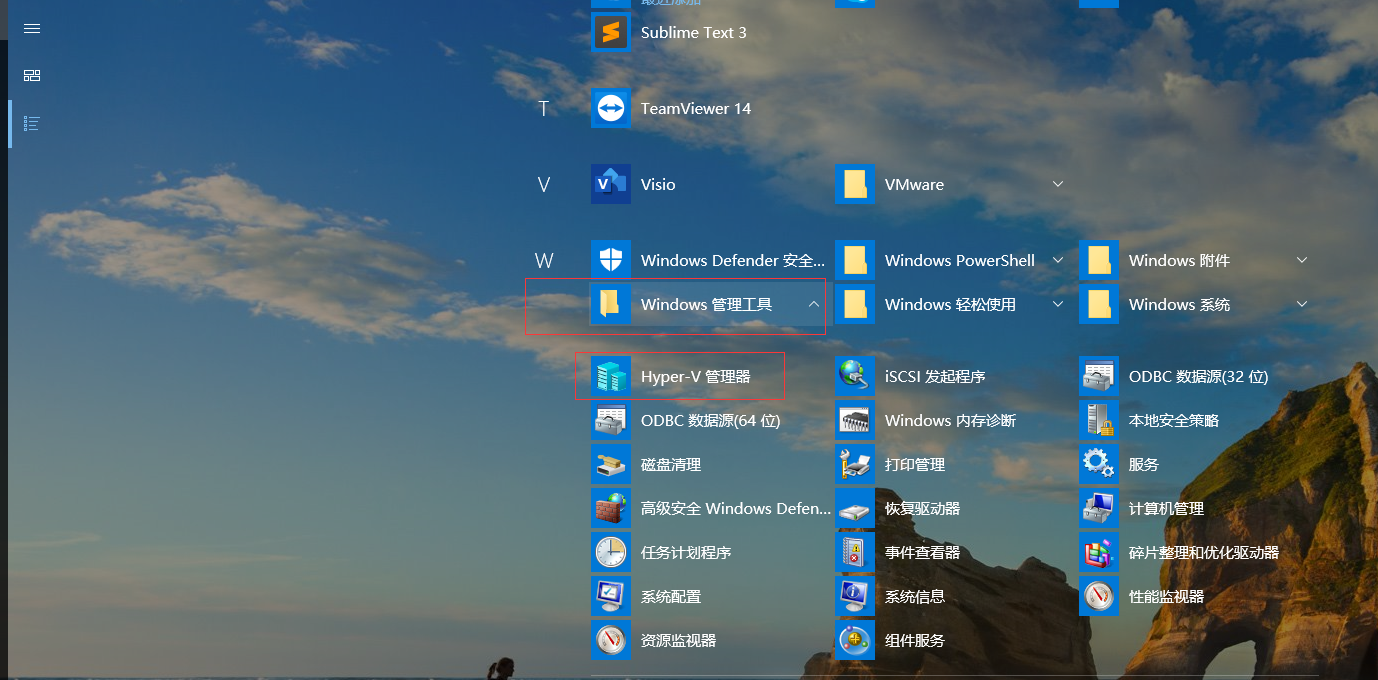 最近添加
Sublime Text 3
T
TeamViewer 14
V
Visio
VMware
W
Windows Defender 安全...
Windows PowerShell
Windows 附件
Windows 管理工具
Windows 轻松使用
Windows 系统
Hyper-V 管理器
iSCSI 发起程序
ODBC 数据源(32 位)
ODBC 数据源(64 位)
Windows 内存诊断
本地安全策略
磁盘清理
打印管理
服务
高级安全 Windows Defen...
恢复驱动器
计算机管理
任务计划程序
事件查看器
碎片整理和优化驱动器
系统配置
系统信息
性能监视器
资源监视器
组件服务